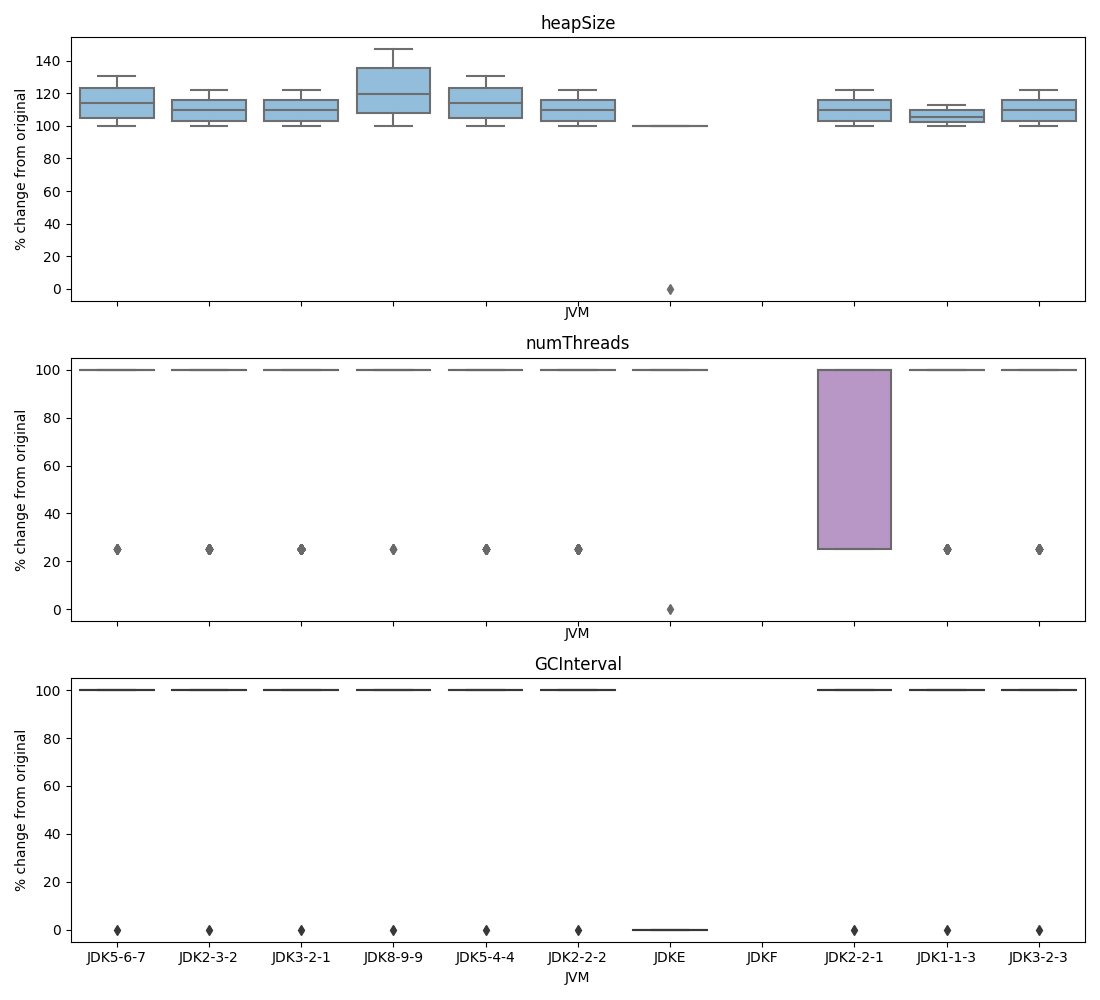 heapSize
% change from original
140
120
100
80
60
40
20
0
JVM
numThreads
% change from original
100
80
60
40
20
0
JVM
GCInterval
% change from original
100
80
60
40
20
0
JDK5-6-7 JDK2-3-2 JDK3-2-1 JDK8-9-9 JDK5-4-4 JDK2-2-2 JDKE JDKF JDK2-2-1 JDK1-1-3 JDK3-2-3
JVM